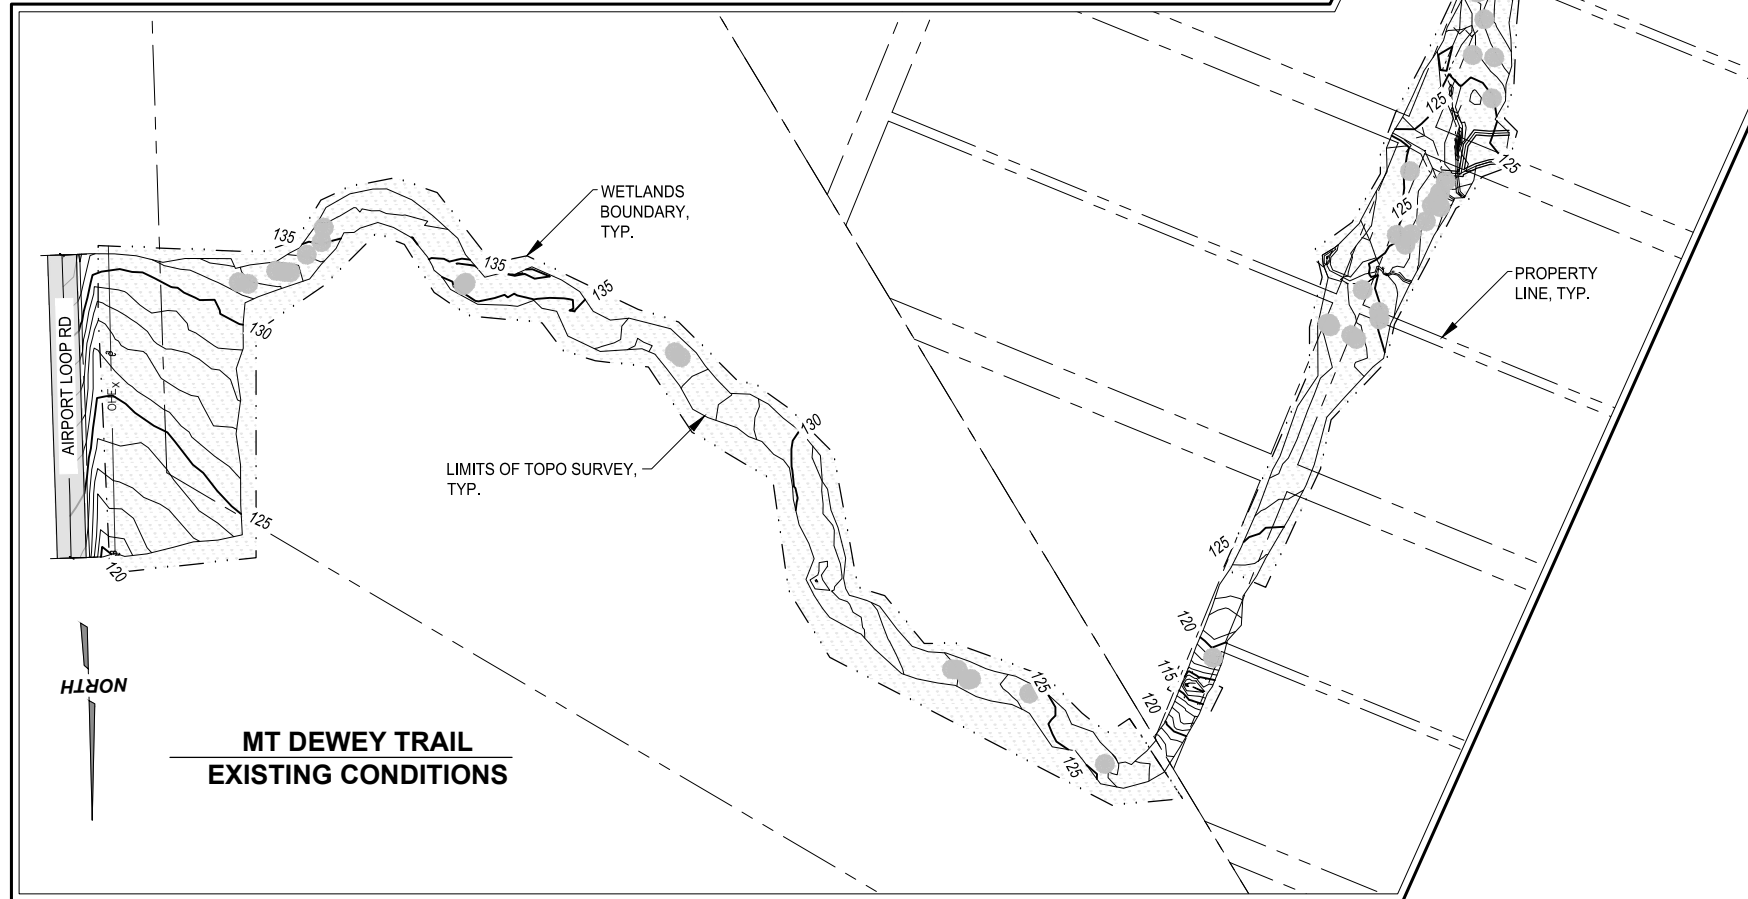 125
125
WETLANDS
BOUNDARY,
TYP.
125
135
135
135
PROPERTY
LINE, TYP.
130
AIRPORT LOOP RD
OHEX
130
LIMITS OF TOPO SURVEY,
TYP.
125
125
120
120
115
125
120
125
NORTH
MT DEWEY TRAIL
EXISTING CONDITIONS